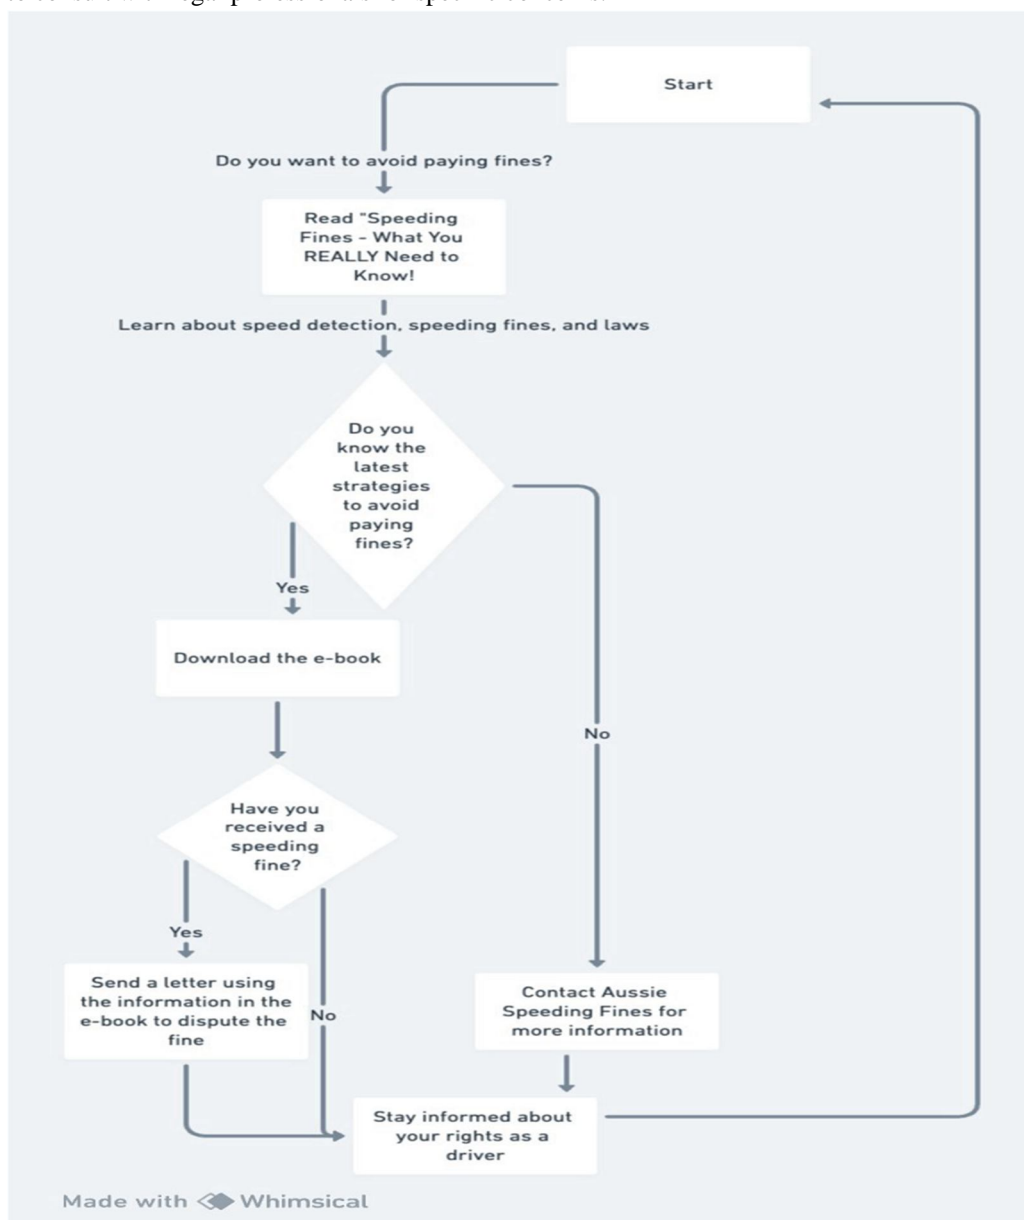 Start
Do you want to avoid paying fines?
Read "Speeding
Fines - What You
REALLY Need to
Know!
Learn about speed detection, speeding fines, and laws
Do you
know the
latest
strategies
to avoid
paying
fines?
Yes
Download the e-book
No
Have you
received a
speeding
fine?
Yes
Send a letter using
the information in the
e-book to dispute the
fine
No
Contact Aussie
Speeding Fines for
more information
Stay informed about
your rights as a
driver
Made with Whimsical